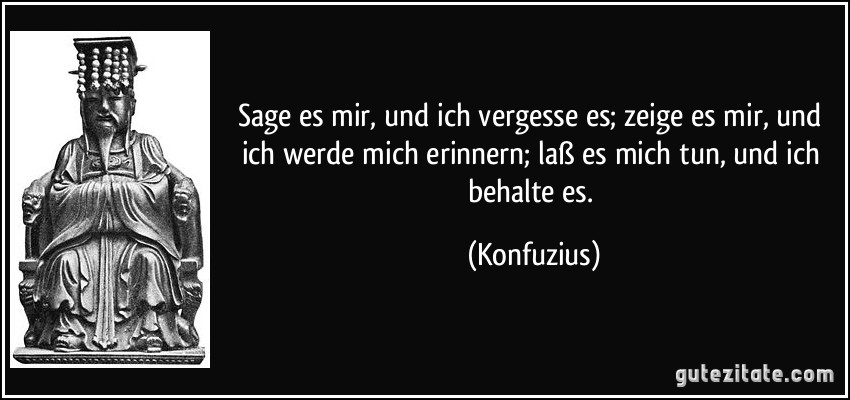 Sage es mir, und ich vergesse es; zeige es mir, und
ich werde mich erinnern; laß es mich tun, und ich
behalte es.
(Konfuzius)
gutezitate.com